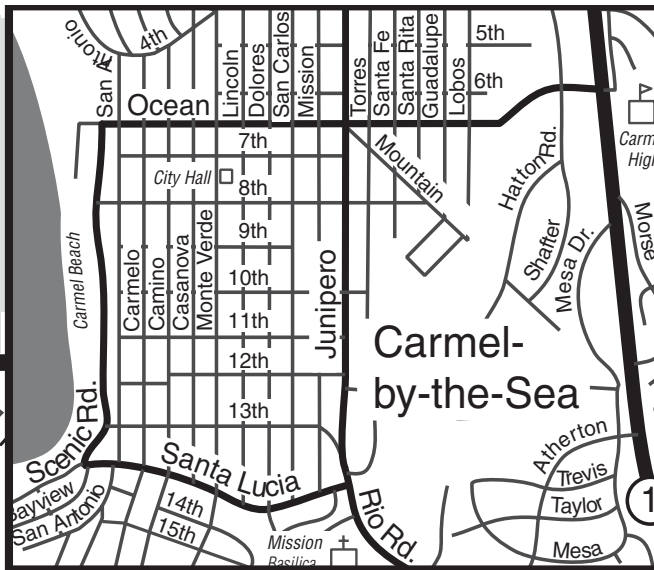 San Antonio
4th
Lincoln
Dolores
San Carlos
Mission
Torres
Santa Fe
Santa Rita
Guadalupe
Lobos
5th
6th
Ocean
7th
City Hall
8th
Mountain
Hatton Rd.
Shafter
Mesa Dr.
Morse
Carm
High
Carmel Beach
Carmelo
Camino
Casanova
Monte Verde
9th
10th
11th
12th
13th
Junipero
Carmel-
by-the-Sea
Scenic Rd.
Santa Lucia
Rio Rd.
Bayview
San Antonio
14th
15th
Mission
Basilica
Atherton
Trevis
Taylor
Mesa
1